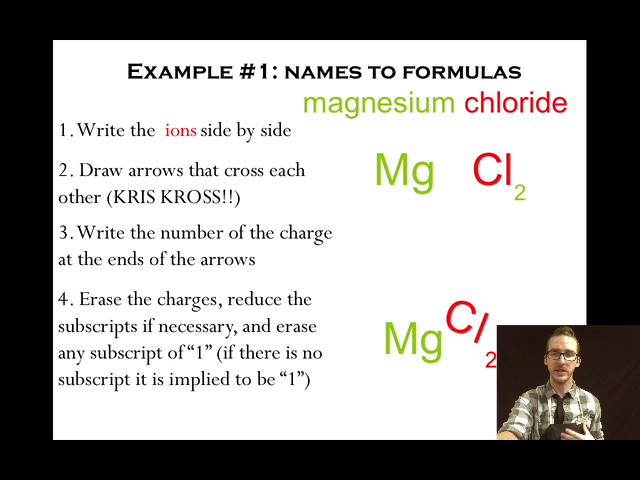 EXAMPLE #1: NAMES TO FORMULAS
magnesium chloride
1. Write the ions side by side
2. Draw arrows that cross each
other (KRIS KROSS!!)
Mg Cl2
3. Write the number of the charge
at the ends of the arrows
4. Erase the charges, reduce the
subscripts if necessary, and erase
any subscript of "1" (if there is no
subscript it is implied to be "1")
MgCl2